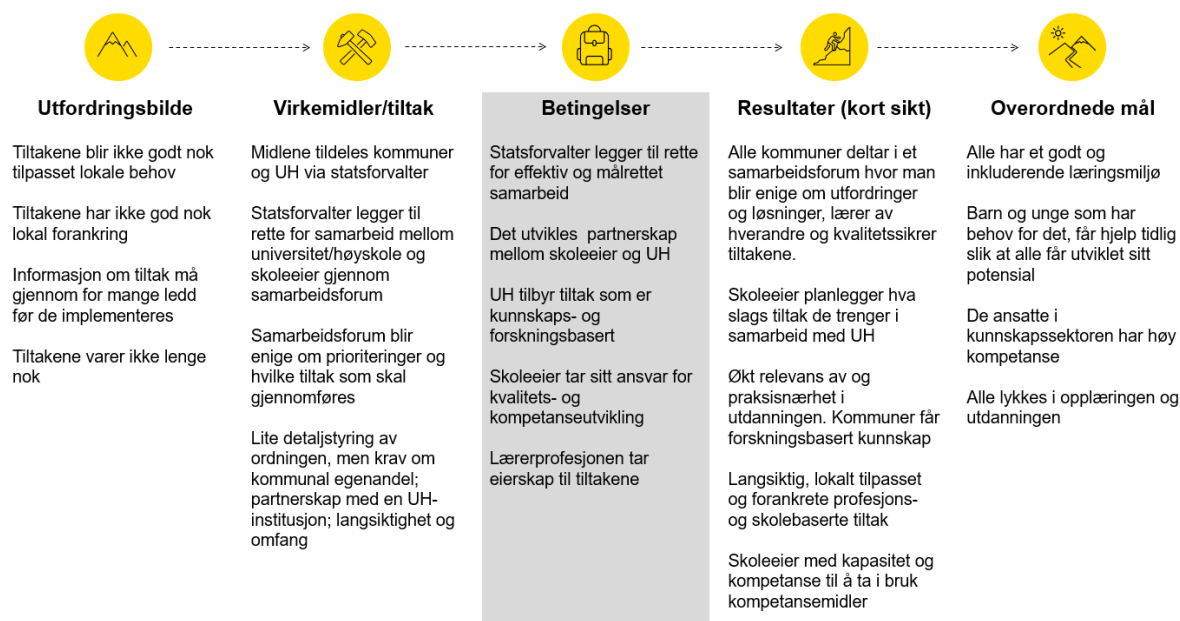 Utfordringsbilde
Tiltakene blir ikke godt nok
tilpasset lokale behov
Tiltakene har ikke god nok
lokal forankring
Informasjon om tiltak må
gjennom for mange ledd
før de implementeres
Tiltakene varer ikke lenge
nok
Virkemidler/tiltak
Midlene tildeles kommuner
og UH via statsforvalter
Statsforvalter legger til
rette for samarbeid mellom
universitet/høyskole og
skoleeier gjennom
samarbeidsforum
Samarbeidsforum blir
enige om prioriteringer og
hvilke tiltak som skal
gjennomføres
Lite detaljstyring av
ordningen, men krav om
kommunal egenandel;
partnerskap med en UH-
institusjon; langsiktighet og
omfang
Betingelser
Statsforvalter legger til rette
for effektiv og målrettet
samarbeid
Det utvikles  partnerskap
mellom skoleeier og UH
UH tilbyr tiltak som er
kunnskaps- og
forskningsbasert
Skoleeier tar sitt ansvar for
kvalitets- og
kompetanseutvikling
Lærerprofesjonen tar
eierskap til tiltakene
Resultater (kort sikt)
Alle kommuner deltar i et
samarbeidsforum hvor man
blir enige om utfordringer
og løsninger, lærer av
hverandre og kvalitetssikrer
tiltakene.
Skoleeier planlegger hva
slags tiltak de trenger i
samarbeid med UH
Økt relevans av og
praksisnærhet i
utdanningen. Kommuner får
forskningsbasert kunnskap
Langsiktig, lokalt tilpasset
og forankrete profesjons-
og skolebaserte tiltak
Skoleeier med kapasitet og
kompetanse til å ta i bruk
kompetansemidler
Overordnede mål
Alle har et godt og
inkluderende læringsmiljø
Barn og unge som har
behov for det, får hjelp tidlig
slik at alle får utviklet sitt
potensial
De ansatte i
kunnskapssektoren har høy
kompetanse
Alle lykkes i opplæringen og
utdanningen